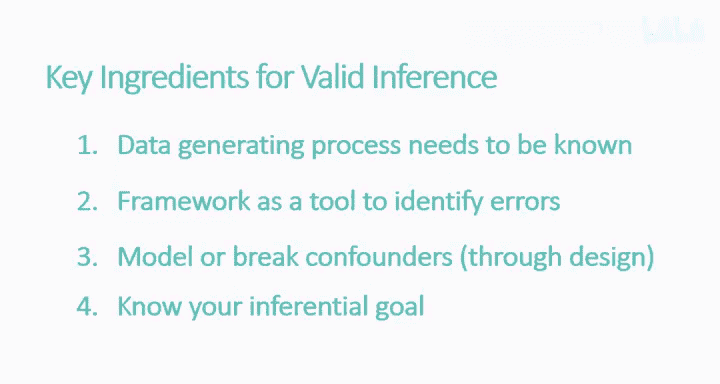 Key Ingredients for Valid Inference
1. Data generating process needs to be known
2. Framework as a tool to identify errors
3. Model or break confounders (through design)
4. Know your inferential goal